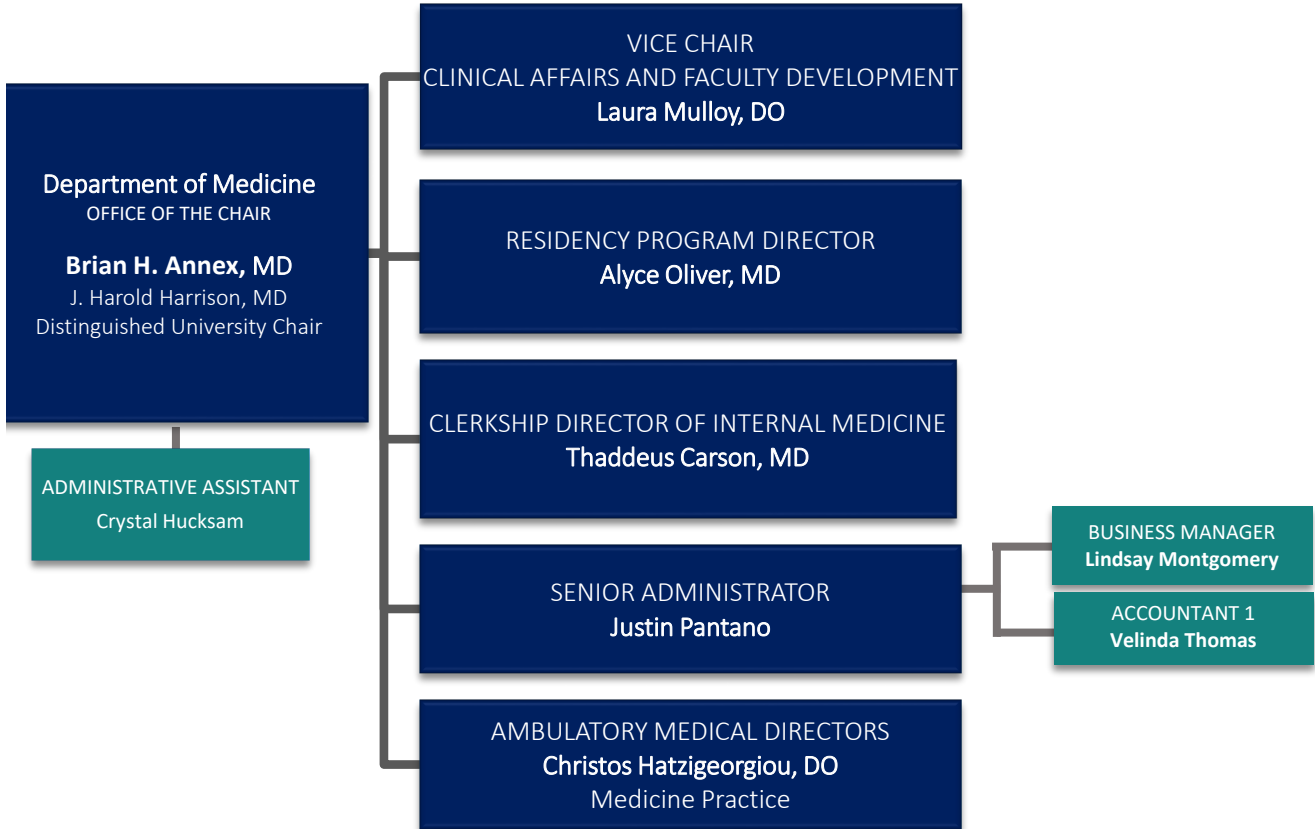 Department of Medicine
OFFICE OF THE CHAIR
Brian H. Annex, MD
J. Harold Harrison, MD
Distinguished University Chair
ADMINISTRATIVE ASSISTANT
Crystal Hucksam
VICE CHAIR
CLINICAL AFFAIRS AND FACULTY DEVELOPMENT
Laura Mulloy, DO
RESIDENCY PROGRAM DIRECTOR
Alyce Oliver, MD
CLERKSHIP DIRECTOR OF INTERNAL MEDICINE
Thaddeus Carson, MD
SENIOR ADMINISTRATOR
Justin Pantano
BUSINESS MANAGER
Lindsay Montgomery
ACCOUNTANT 1
Velinda Thomas
AMBULATORY MEDICAL DIRECTORS
Christos Hatzigeorgiou, DO
Medicine Practice